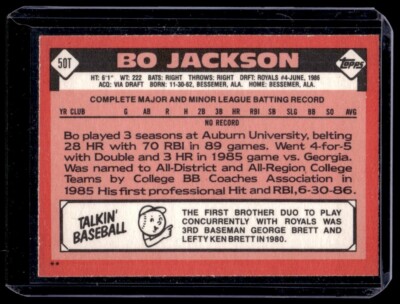 50T
BO JACKSON
TOPPS
HT: 6'1" WT: 222 BATS: RIGHT THROWS: RIGHT DRFT: ROYALS #4-JUNE, 1986
ACQ: VIA DRAFT BORN: 11-30-62, BESSEMER, ALA. HOME: BESSEMER, ALA.
COMPLETE MAJOR AND MINOR LEAGUE BATTING RECORD
YR CLUB G AB R H 2B 3B HR RBI SB SLG BB SO AVG
NO RECORD
Bo played 3 seasons at Auburn University, belting
28 HR with 70 RBI in 89 games. Went 4-for-5
with Double and 3 HR in 1985 game vs. Georgia.
Was named to All-District and All-Region College
Teams by College BB Coaches Association in
1985 His first professional Hit and RBI, 6-30-86.
TALKIN'
BASEBALL
THE FIRST BROTHER DUO TO PLAY
CONCURRENTLY WITH ROYALS WAS
3RD BASEMAN GEORGE BRETT AND
LEFTY KEN BRETT IN 1980.
**